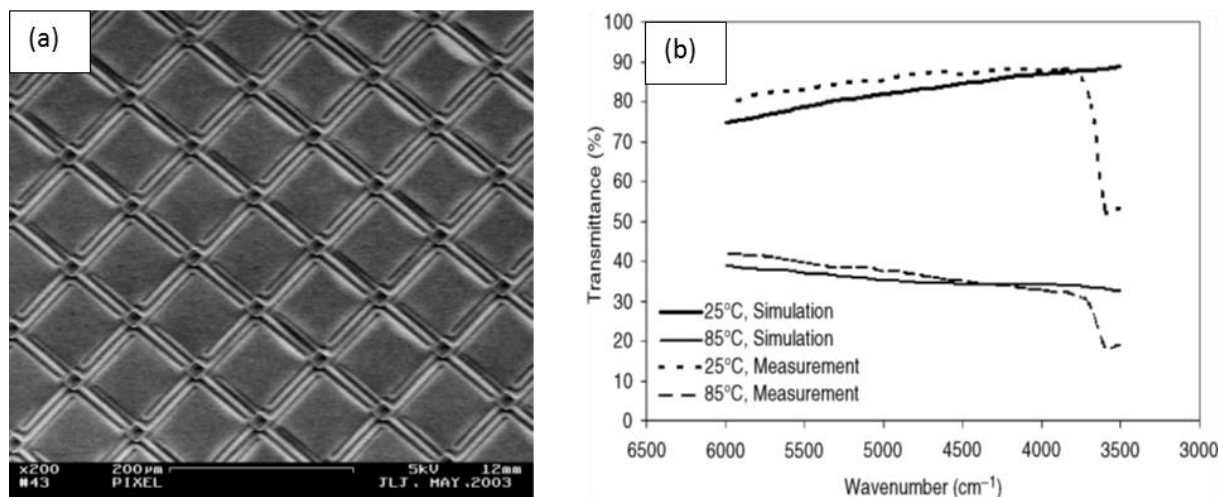 (a)
x200 200µm 5kV 12mm
#43 PIXEL JLJ. MAY.2003
(b)
100
90
80
70
60
50
40
30
20
10
0
Transmittance (%)
25°C, Simulation
85°C, Simulation
25°C, Measurement
85°C, Measurement
6500 6000 5500 5000 4500 4000 3500 3000
Wavenumber (cm⁻¹)